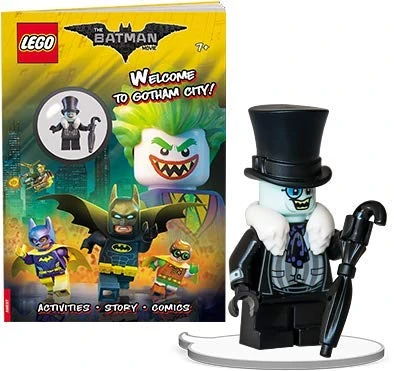 LEGO
THE
BATMAN
MOVIE
7+
WELCOME
TO GOTHAM CITY!
ACTIVITIES • STORY • COMICS